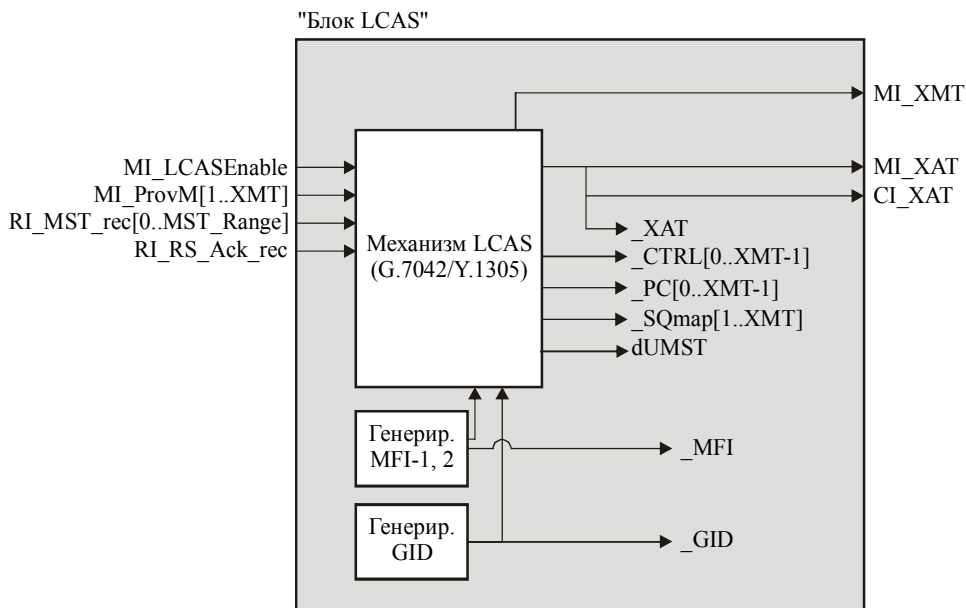 "Блок LCAS"
MI_XMT
MI_LCASEnable
MI_ProvM[1..XMT]
RI_MST_rec[0..MST_Range]
RI_RS_Ack_rec
Механизм LCAS
(G.7042/Y.1305)
MI_XAT
CI_XAT
_XAT
_CTRL[0..XMT-1]
_PC[0..XMT-1]
_SQmap[1..XMT]
dUMST
Генерир.
MFI-1, 2
_MFI
Генерир.
GID
_GID